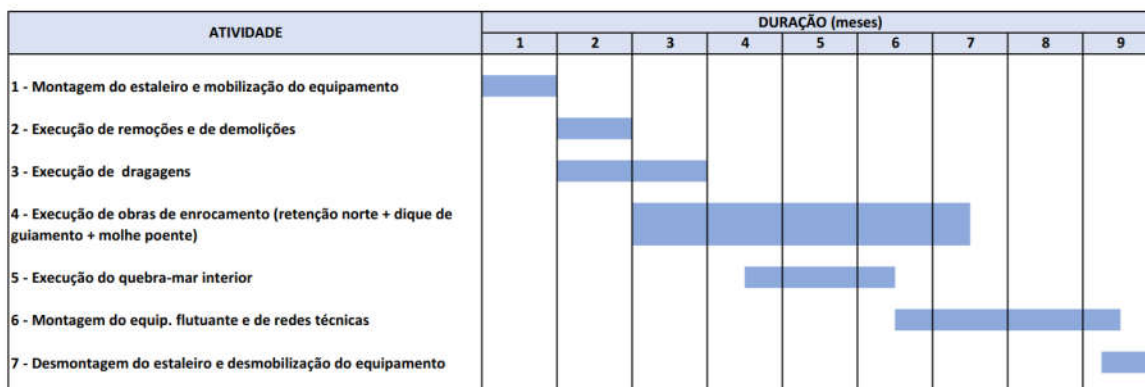 ATIVIDADE
DURAÇÃO (meses)
1 2 3 4 5 6 7 8 9
1 - Montagem do estaleiro e mobilização do equipamento
2 - Execução de remoções e de demolições
3 - Execução de dragagens
4 - Execução de obras de enrocamento (retenção norte + dique de
guiamento + molhe poente)
5 - Execução do quebra-mar interior
6 - Montagem do equip. flutuante e de redes técnicas
7 - Desmontagem do estaleiro e desmobilização do equipamento